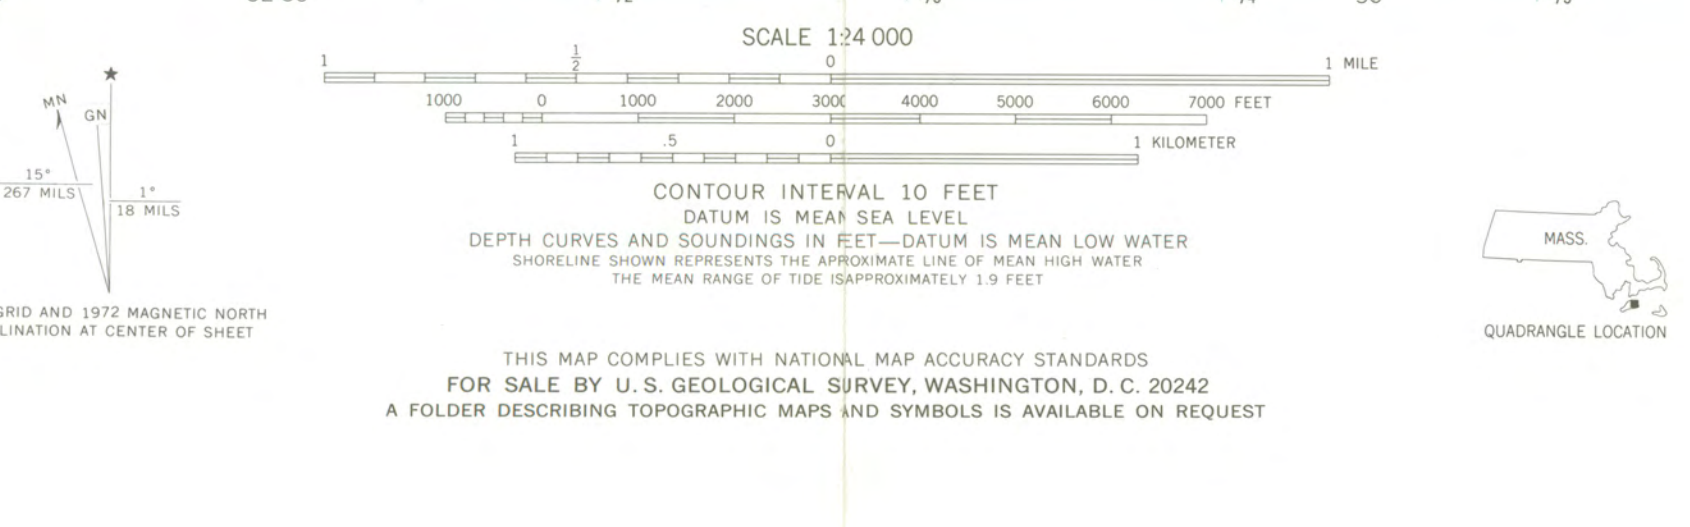 SCALE 1:24 000
1 1/2 0 1 MILE
1000 0 1000 2000 3000 4000 5000 6000 7000 FEET
1 .5 0 1 KILOMETER
CONTOUR INTERVAL 10 FEET
DATUM IS MEAN SEA LEVEL
DEPTH CURVES AND SOUNDINGS IN FEET—DATUM IS MEAN LOW WATER
SHORELINE SHOWN REPRESENTS THE APPROXIMATE LINE OF MEAN HIGH WATER
THE MEAN RANGE OF TIDE IS APPROXIMATELY 1.9 FEET
★
MN
GN
15°
267 MILS
1°
18 MILS
GRID AND 1972 MAGNETIC NORTH
LINATION AT CENTER OF SHEET
MASS.
QUADRANGLE LOCATION
THIS MAP COMPLIES WITH NATIONAL MAP ACCURACY STANDARDS
FOR SALE BY U. S. GEOLOGICAL SURVEY, WASHINGTON, D. C. 20242
A FOLDER DESCRIBING TOPOGRAPHIC MAPS AND SYMBOLS IS AVAILABLE ON REQUEST